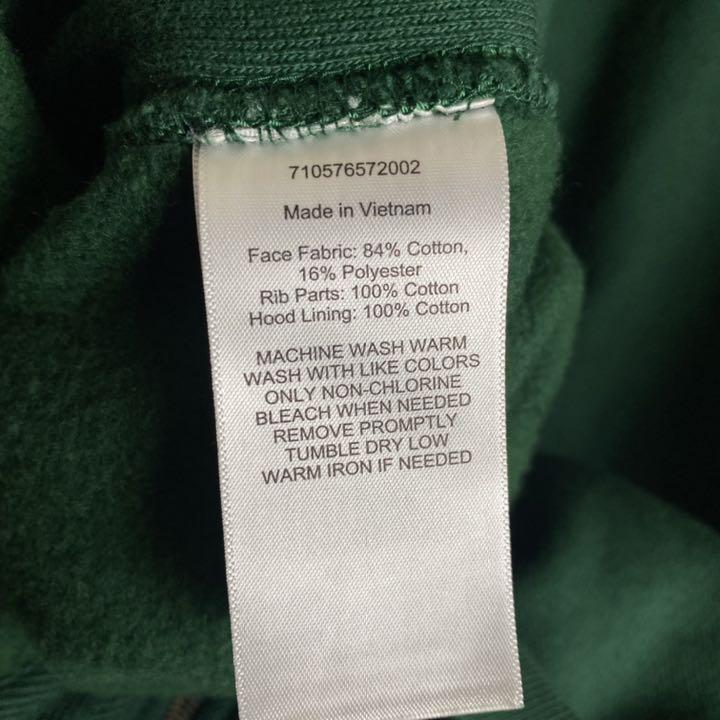 710576572002
Made in Vietnam
Face Fabric: 84% Cotton,
16% Polyester
Rib Parts: 100% Cotton
Hood Lining: 100% Cotton
MACHINE WASH WARM
WASH WITH LIKE COLORS
ONLY NON-CHLORINE
BLEACH WHEN NEEDED
REMOVE PROMPTLY
TUMBLE DRY LOW
WARM IRON IF NEEDED